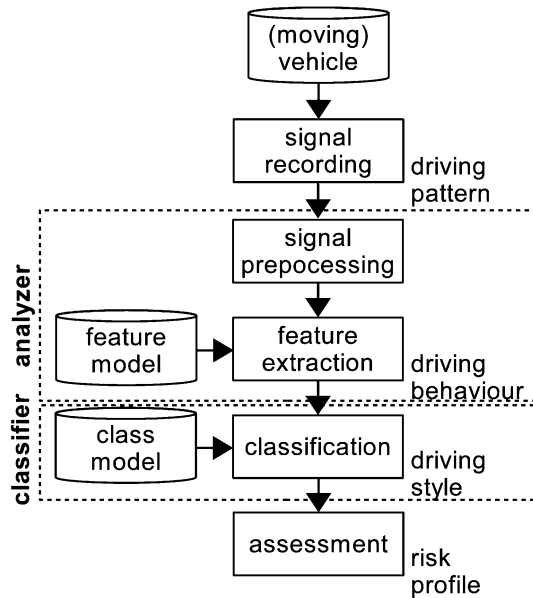 (moving)
vehicle
signal
recording
driving
pattern
analyzer
signal
prepocessing
feature
model
feature
extraction
driving
behaviour
classifier
class
model
classification
driving
style
assessment
risk
profile